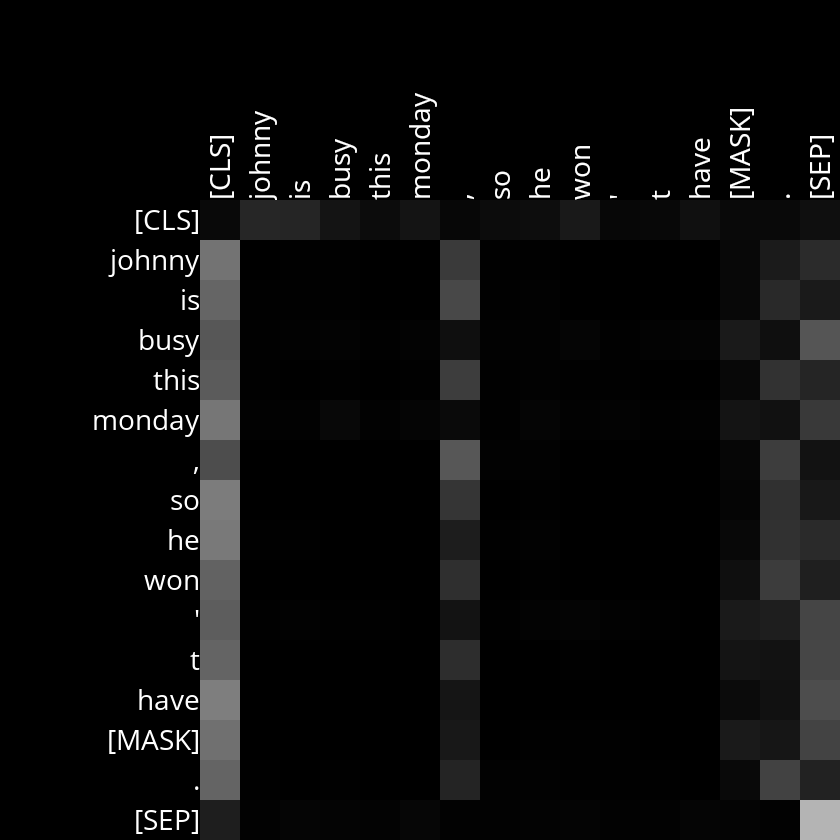 [CLS] johnny is busy this monday , so he won ' t have [MASK] . [SEP]
[CLS]
johnny
is
busy
this
monday
,
so
he
won
'
t
have
[MASK]
.
[SEP]